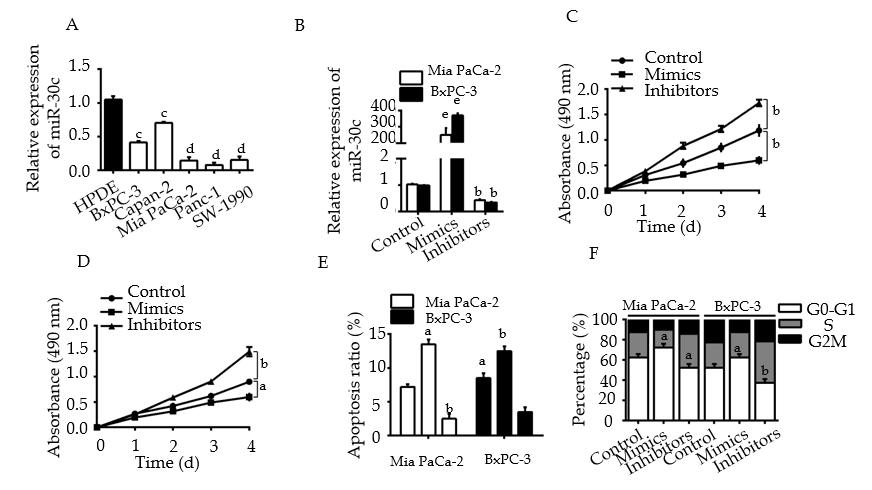 A
Relative expression
of miR-30c
1.5
1.0
0.5
0.0
c
c
d
d
d
HPDE
BxPC-3
Capan-2
Mia PaCa-2
Panc-1
SW-1990
B
Relative expression of
miR-30c
Mia PaCa-2
BxPC-3
400
300
200
2
1
0
e
e
b
b
Control
Mimics
Inhibitors
C
Control
Mimics
Inhibitors
Absorbance (490 nm)
2.0
1.5
1.0
0.5
0.0
b
b
0 1 2 3 4
Time (d)
D
Control
Mimics
Inhibitors
Absorbance (490 nm)
2.0
1.5
1.0
0.5
0.0
b
a
0 1 2 3 4
Time (d)
E
Mia PaCa-2
BxPC-3
Apoptosis ratio (%)
15
10
5
0
a
b
a
b
Mia PaCa-2 BxPC-3
F
Mia PaCa-2 BxPC-3
G0-G1
S
G2M
Percentage (%)
100
80
60
40
20
0
a
a
a
b
Control
Mimics
Inhibitors
Control
Mimics
Inhibitors